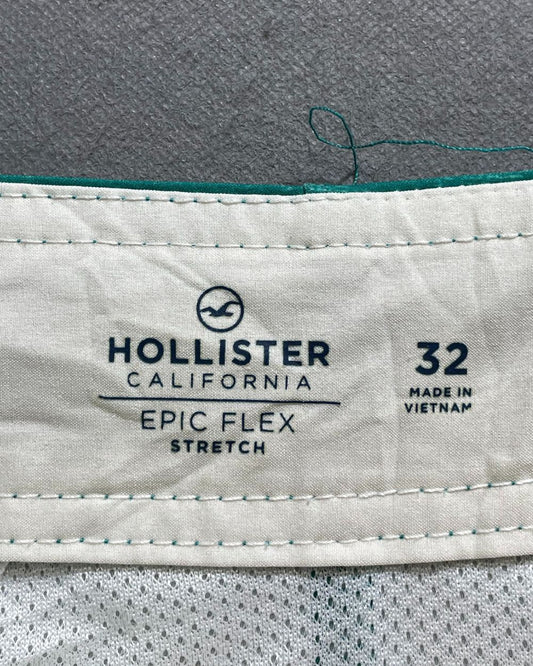 HOLLISTER
CALIFORNIA
EPIC FLEX
STRETCH
32
MADE IN
VIETNAM